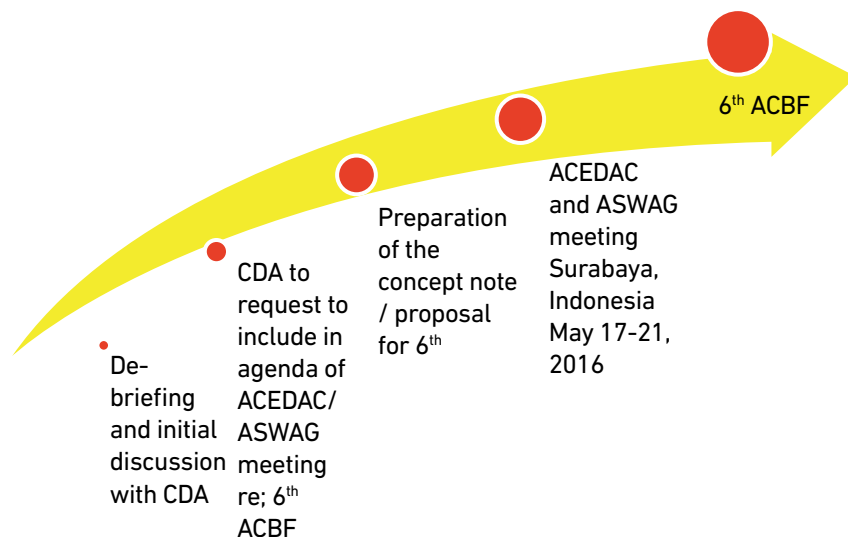 De-
briefing
and initial
discussion
with CDA
CDA to
request to
include in
agenda of
ACEDAC/
ASWAG
meeting
re; 6th
ACBF
Preparation
of the
concept note
/ proposal
for 6th
ACEDAC
and ASWAG
meeting
Surabaya,
Indonesia
May 17-21,
2016
6th ACBF